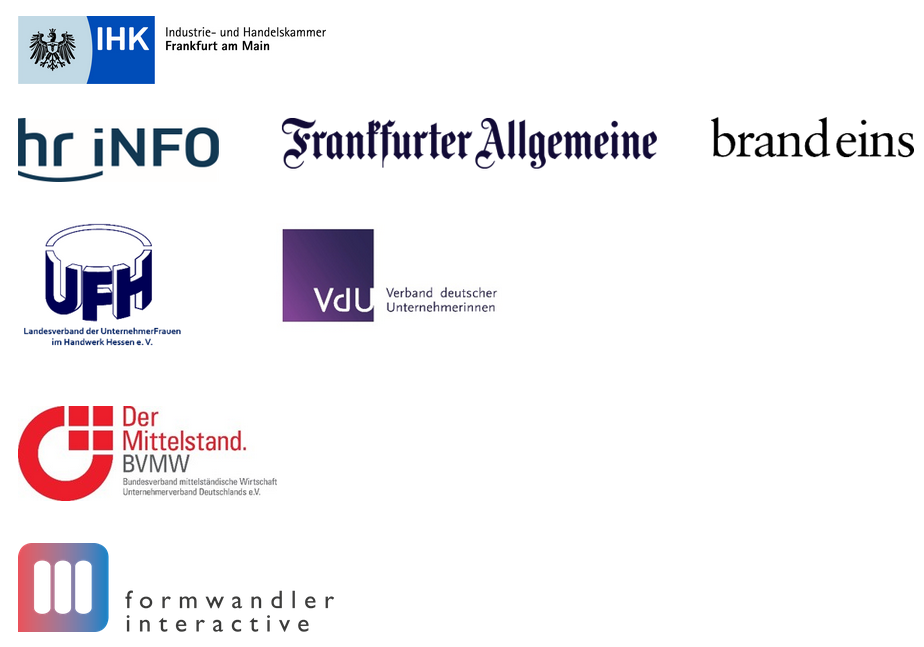 IHK
Industrie- und Handelskammer
Frankfurt am Main
hr iNFO
Frankfurter Allgemeine
brand eins
UFH
Landesverband der UnternehmerFrauen
im Handwerk Hessen e. V.
VdU
Verband deutscher
Unternehmerinnen
Der
Mittelstand.
BVMW
Bundesverband mittelständische Wirtschaft
Unternehmerverband Deutschlands e.V.
formwandler
interactive